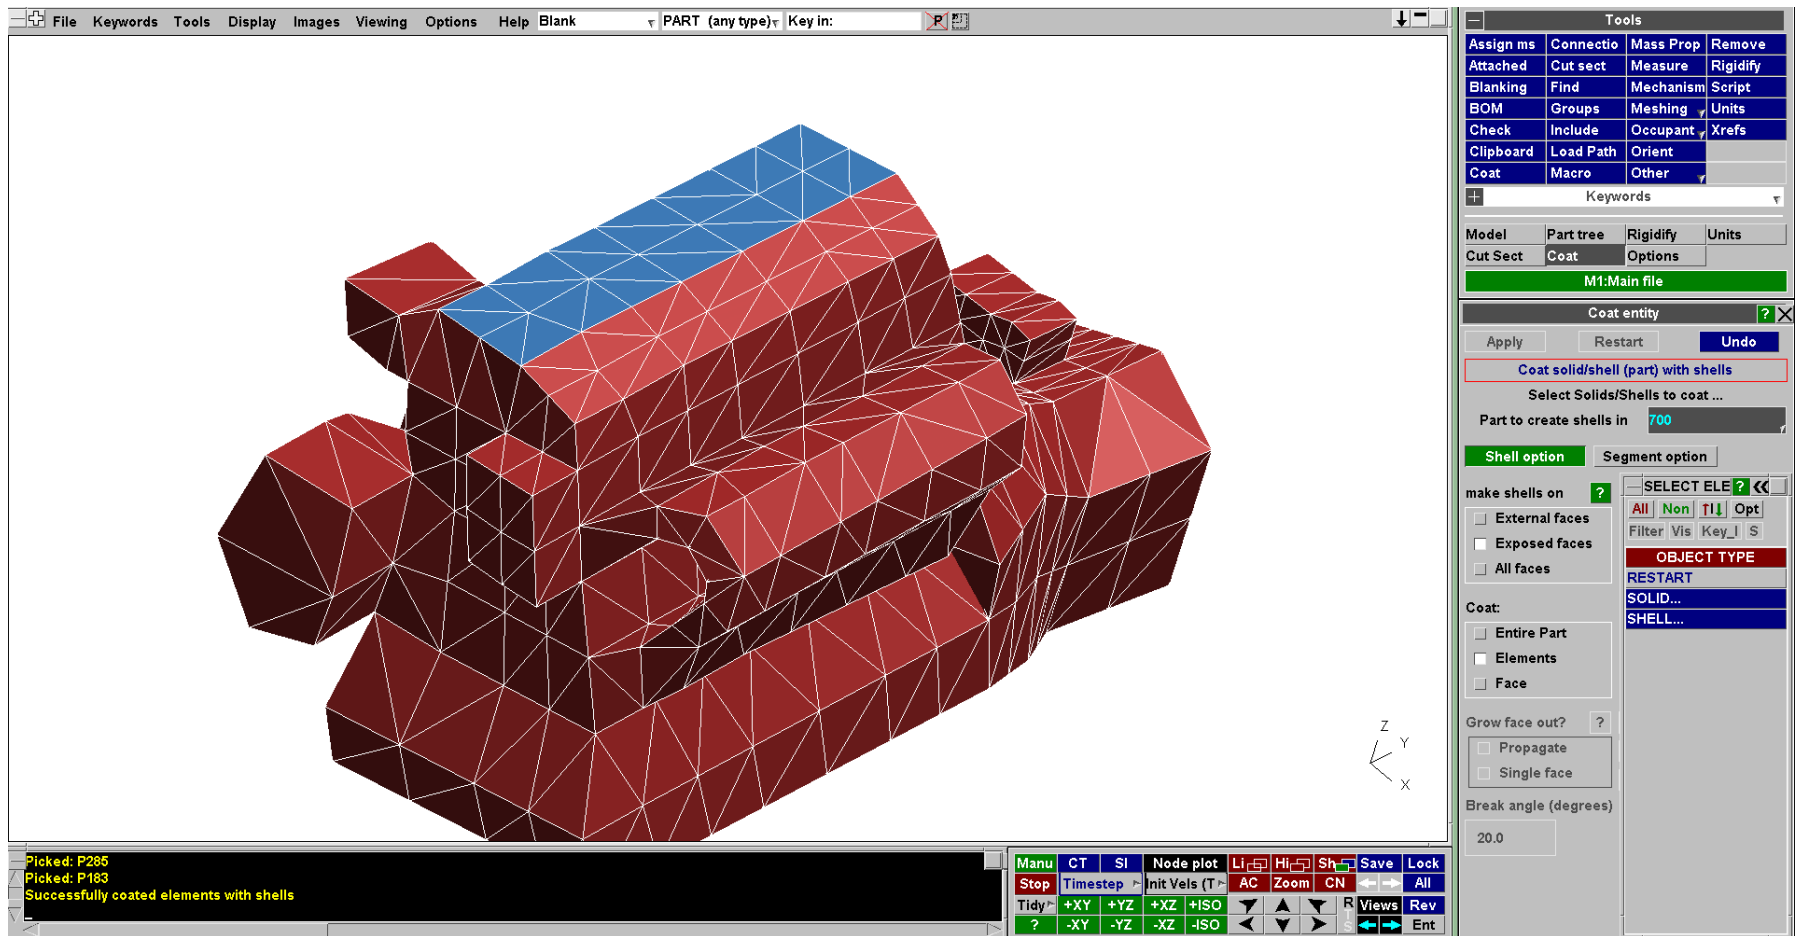 File Keywords Tools Display Images Viewing Options Help Blank PART (any type) Key in: P
Tools
Assign ms Connectio Mass Prop Remove
Attached Cut sect Measure Rigidify
Blanking Find Mechanism Script
BOM Groups Meshing Units
Check Include Occupant Xrefs
Clipboard Load Path Orient
Coat Macro Other
Keywords
Model Part tree Rigidify Units
Cut Sect Coat Options
M1:Main file
Coat entity ?
Apply Restart Undo
Coat solid/shell (part) with shells
Select Solids/Shells to coat ...
Part to create shells in 700
Shell option Segment option
make shells on ?
External faces
Exposed faces
All faces
Coat:
Entire Part
Elements
Face
Grow face out? ?
Propagate
Single face
Break angle (degrees)
20.0
SELECT ELE ?
All Non Opt
Filter Vis Key_I S
OBJECT TYPE
RESTART
SOLID...
SHELL...
Z
Y
X
Picked: P285
Picked: P183
Successfully coated elements with shells
Manu CT SI Node plot Li Hi Sh Save Lock
Stop Timestep Init Vels (T AC Zoom CN All
Tidy +XY +YZ +XZ +ISO R Views Rev
? -XY -YZ -XZ -ISO T S Ent